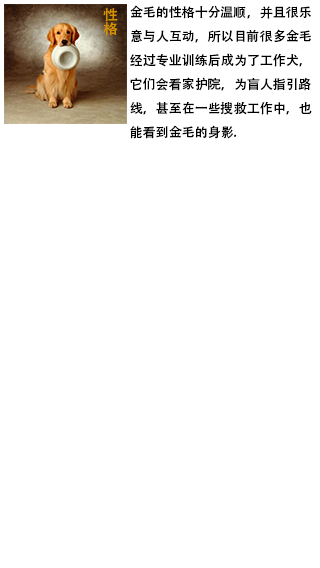 性格
金毛的性格十分温顺，并且很乐
意与人互动，所以目前很多金毛
经过专业训练后成为了工作犬，
它们会看家护院，为盲人指引路
线，甚至在一些搜救工作中，也
能看到金毛的身影.